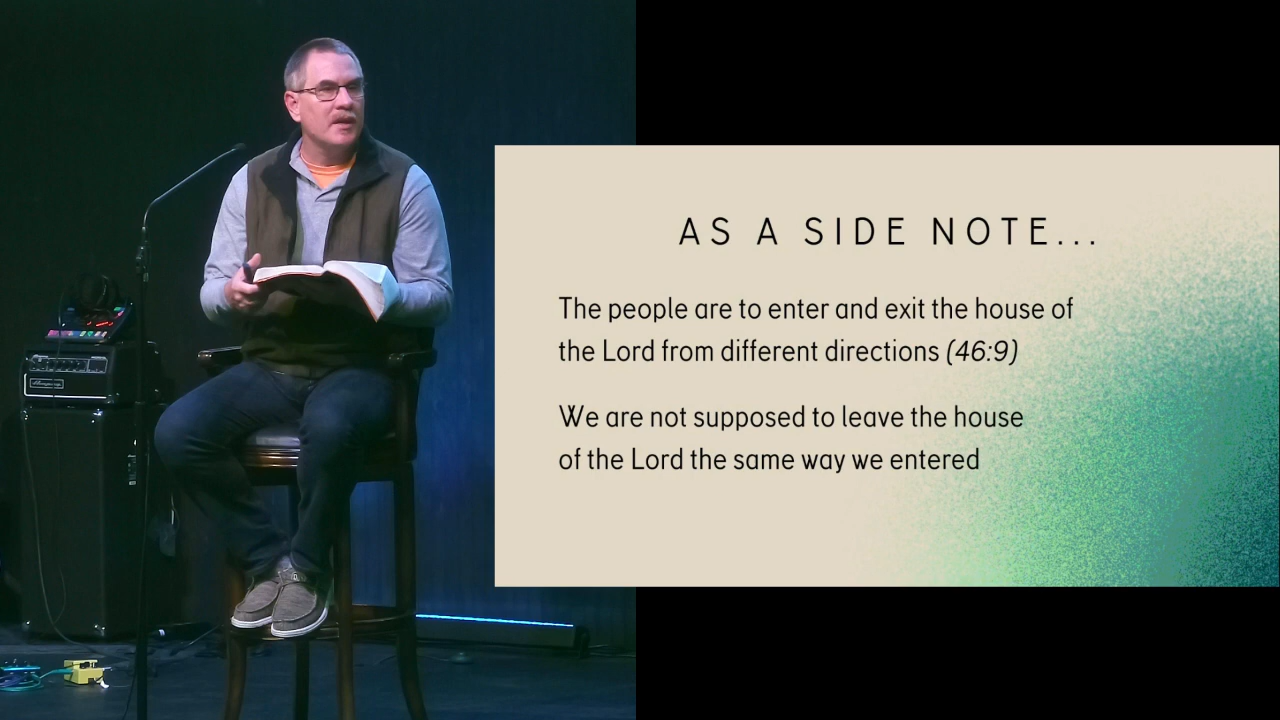 AS A SIDE NOTE...
The people are to enter and exit the house of
the Lord from different directions (46:9)
We are not supposed to leave the house
of the Lord the same way we entered